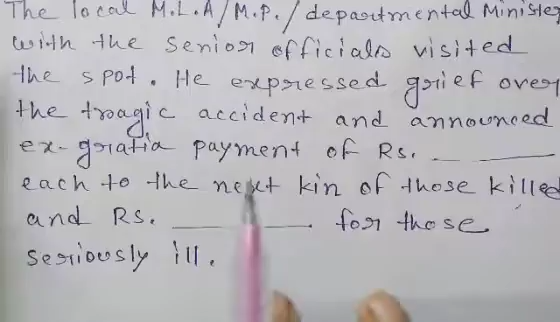 The local M.L.A/M.P./departmental Minister
with the senior officials visited
the spot. He expressed grief over
the tragic accident and announced
ex-gratia payment of Rs. ______
each to the next kin of those killed
and Rs. __________ for those
seriously ill.